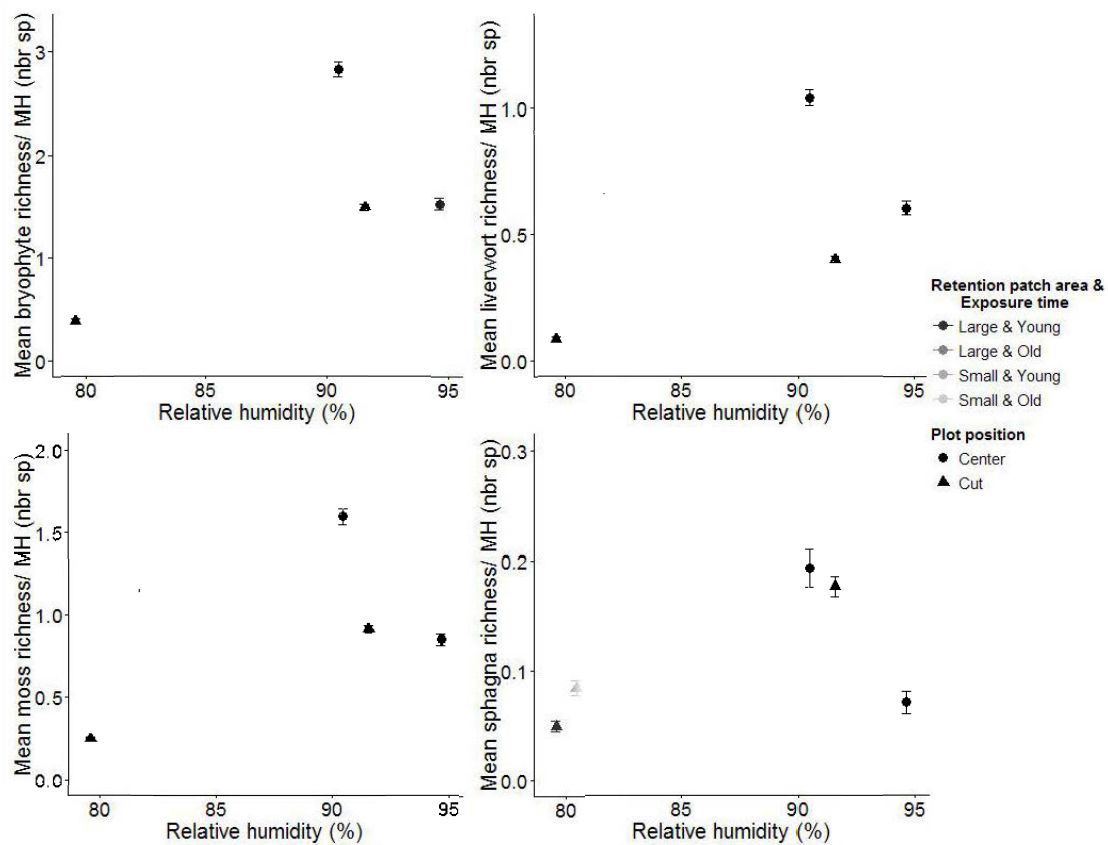 Mean bryophyte richness/ MH (nbr sp)
3
2
1
0
80
85
90
95
Relative humidity (%)
Mean liverwort richness/ MH (nbr sp)
1.0
0.5
0.0
80
85
90
95
Relative humidity (%)
Retention patch area &
Exposure time
Large & Young
Large & Old
Small & Young
Small & Old
Plot position
Center
Cut
Mean moss richness/ MH (nbr sp)
2.0
1.5
1.0
0.5
0.0
80
85
90
95
Relative humidity (%)
Mean sphagna richness/ MH (nbr sp)
0.3
0.2
0.1
0.0
80
85
90
95
Relative humidity (%)